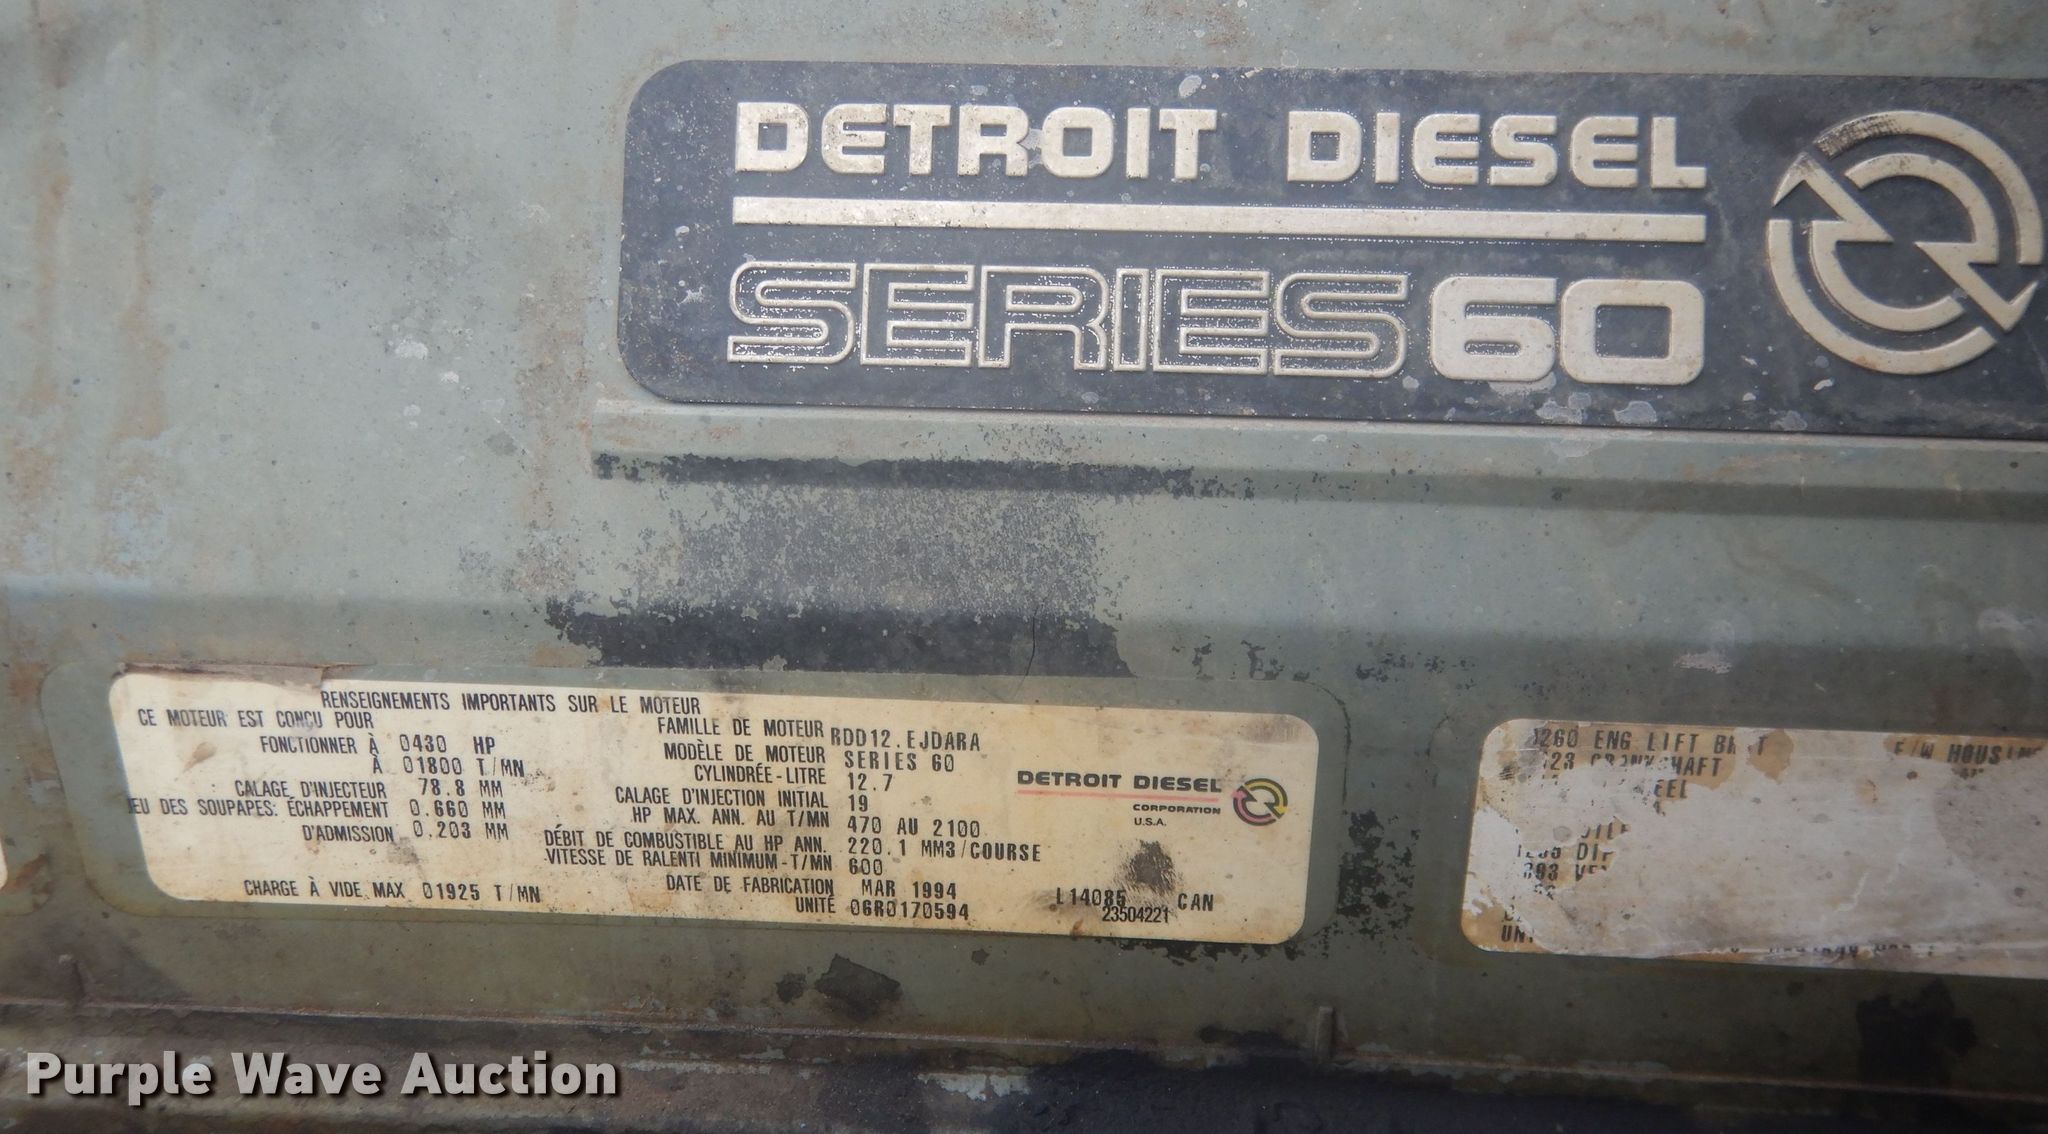 DETROIT DIESEL
SERIES 60
RENSEIGNEMENTS IMPORTANTS SUR LE MOTEUR
CE MOTEUR EST CONÇU POUR
FONCTIONNER À 0430 HP
À 01800 T/MN
CALAGE D'INJECTEUR 78.8 MM
JEU DES SOUPAPES: ÉCHAPPEMENT 0.660 MM
D'ADMISSION 0.203 MM
CHARGE À VIDE MAX 01925 T/MN
FAMILLE DE MOTEUR RDD12.EJDARA
MODÈLE DE MOTEUR SERIES 60
CYLINDRÉE-LITRE 12.7
CALAGE D'INJECTION INITIAL 19
HP MAX. ANN. AU T/MN 470 AU 2100
DÉBIT DE COMBUSTIBLE AU HP ANN. 220.1 MM3/COURSE
VITESSE DE RALENTI MINIMUM-T/MN 600
DATE DE FABRICATION MAR 1994
UNITÉ 06R0170594
DETROIT DIESEL
CORPORATION
U.S.A.
L14085 CAN
23504221
ENG LIFT F/W HOUSING
Purple Wave Auction